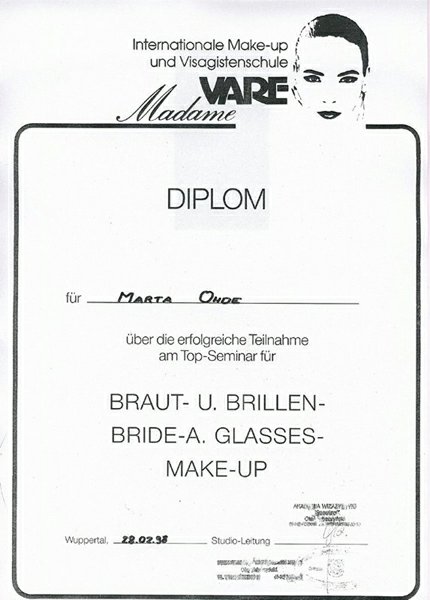 Internationale Make-up
und Visagistenschule
VARE
Madame
DIPLOM
für MARTA OHDE
über die erfolgreiche Teilnahme
am Top-Seminar für
BRAUT- U. BRILLEN-
BRIDE-A. GLASSES-
MAKE-UP
Wuppertal, 28.02.98 Studio-Leitung